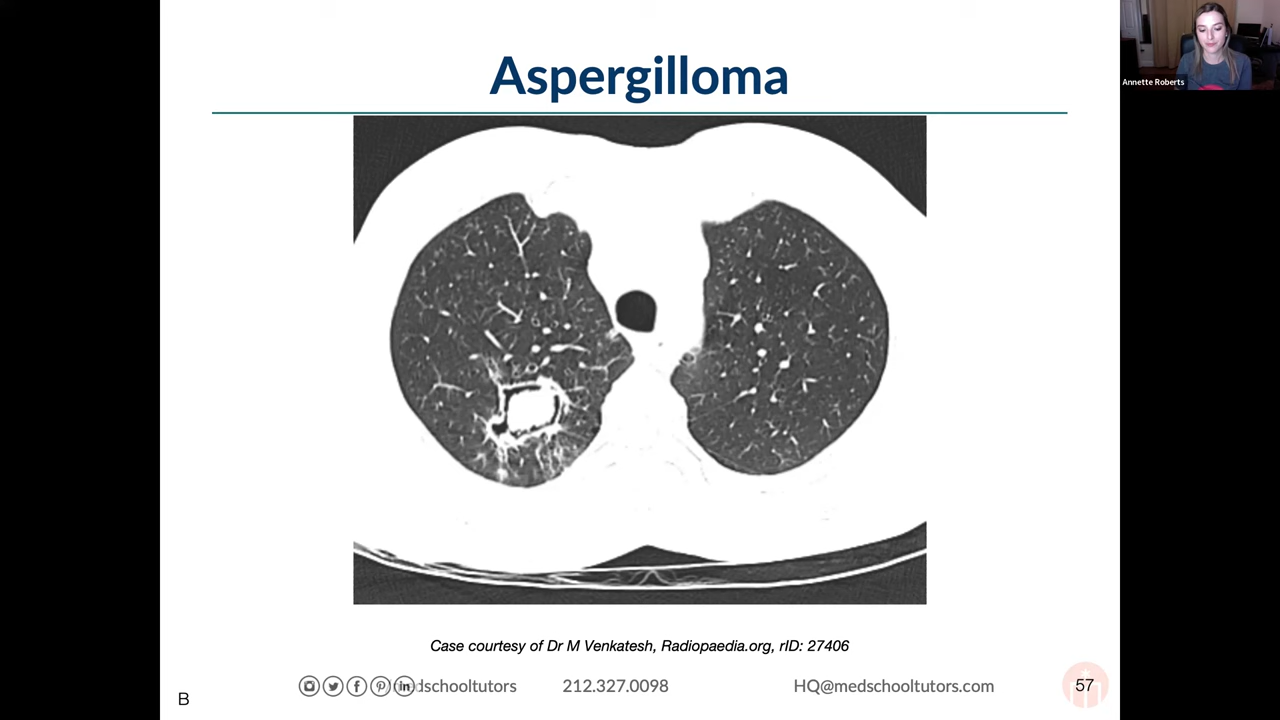 Aspergilloma
Annette Roberts
Case courtesy of Dr M Venkatesh, Radiopaedia.org, rID: 27406
B
medschooltutors 212.327.0098 HQ@medschooltutors.com 57